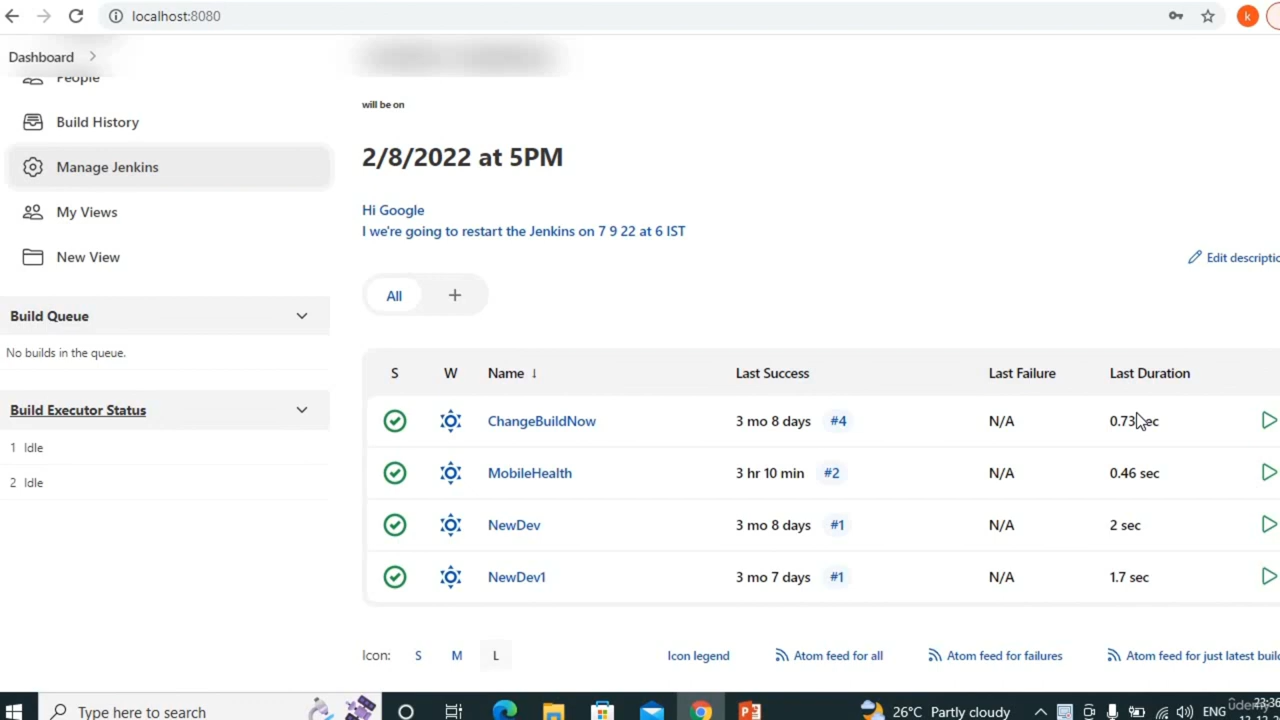 localhost:8080
k
Dashboard
People
will be on
Build History
2/8/2022 at 5PM
Manage Jenkins
My Views
Hi Google
I we're going to restart the Jenkins on 7 9 22 at 6 IST
New View
Edit descriptio
All +
Build Queue
No builds in the queue.
S W Name ↓ Last Success Last Failure Last Duration
Build Executor Status
ChangeBuildNow 3 mo 8 days #4 N/A 0.73 sec
1 Idle
MobileHealth 3 hr 10 min #2 N/A 0.46 sec
2 Idle
NewDev 3 mo 8 days #1 N/A 2 sec
NewDev1 3 mo 7 days #1 N/A 1.7 sec
Icon: S M L Icon legend Atom feed for all Atom feed for failures Atom feed for just latest build
Type here to search
26°C Partly cloudy
ENG
23:36